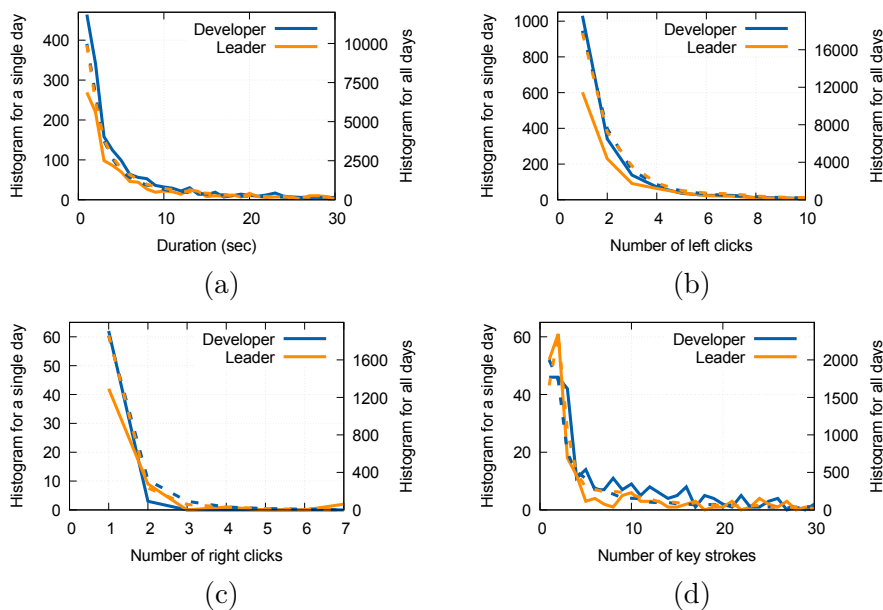 Histogram for a single day
400
300
200
100
0
0 10 20 30
Duration (sec)
10000
7500
5000
2500
0
Histogram for all days
Developer
Leader
(a)
Histogram for a single day
1000
800
600
400
200
0
0 2 4 6 8 10
Number of left clicks
16000
12000
8000
4000
0
Histogram for all days
Developer
Leader
(b)
Histogram for a single day
60
50
40
30
20
10
0
0 1 2 3 4 5 6 7
Number of right clicks
1600
1200
800
400
0
Histogram for all days
Developer
Leader
(c)
Histogram for a single day
60
50
40
30
20
10
0
0 10 20 30
Number of key strokes
2000
1500
1000
500
0
Histogram for all days
Developer
Leader
(d)